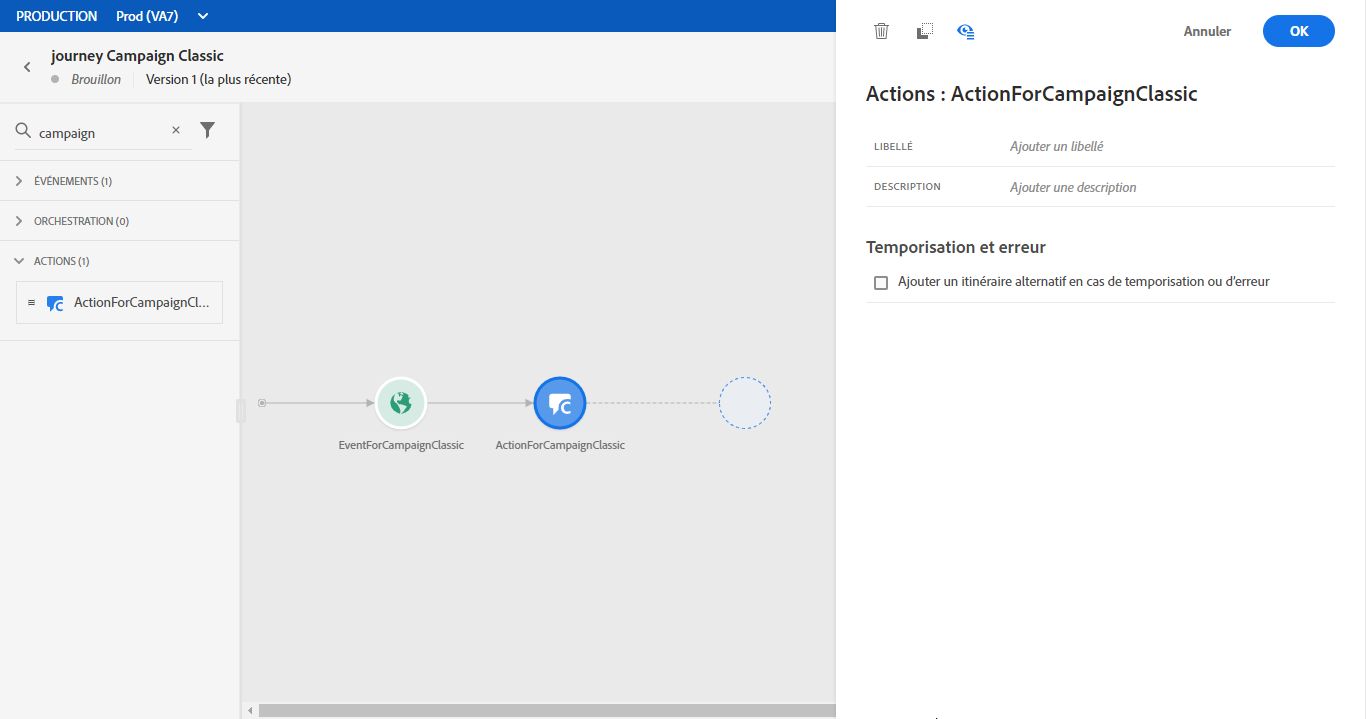 PRODUCTION Prod (VA7)
journey Campaign Classic
Brouillon Version 1 (la plus récente)
campaign
ÉVÉNEMENTS (1)
ORCHESTRATION (0)
ACTIONS (1)
ActionForCampaignCl...
EventForCampaignClassic
ActionForCampaignClassic
Annuler
OK
Actions : ActionForCampaignClassic
LIBELLÉ Ajouter un libellé
DESCRIPTION Ajouter une description
Temporisation et erreur
Ajouter un itinéraire alternatif en cas de temporisation ou d’erreur